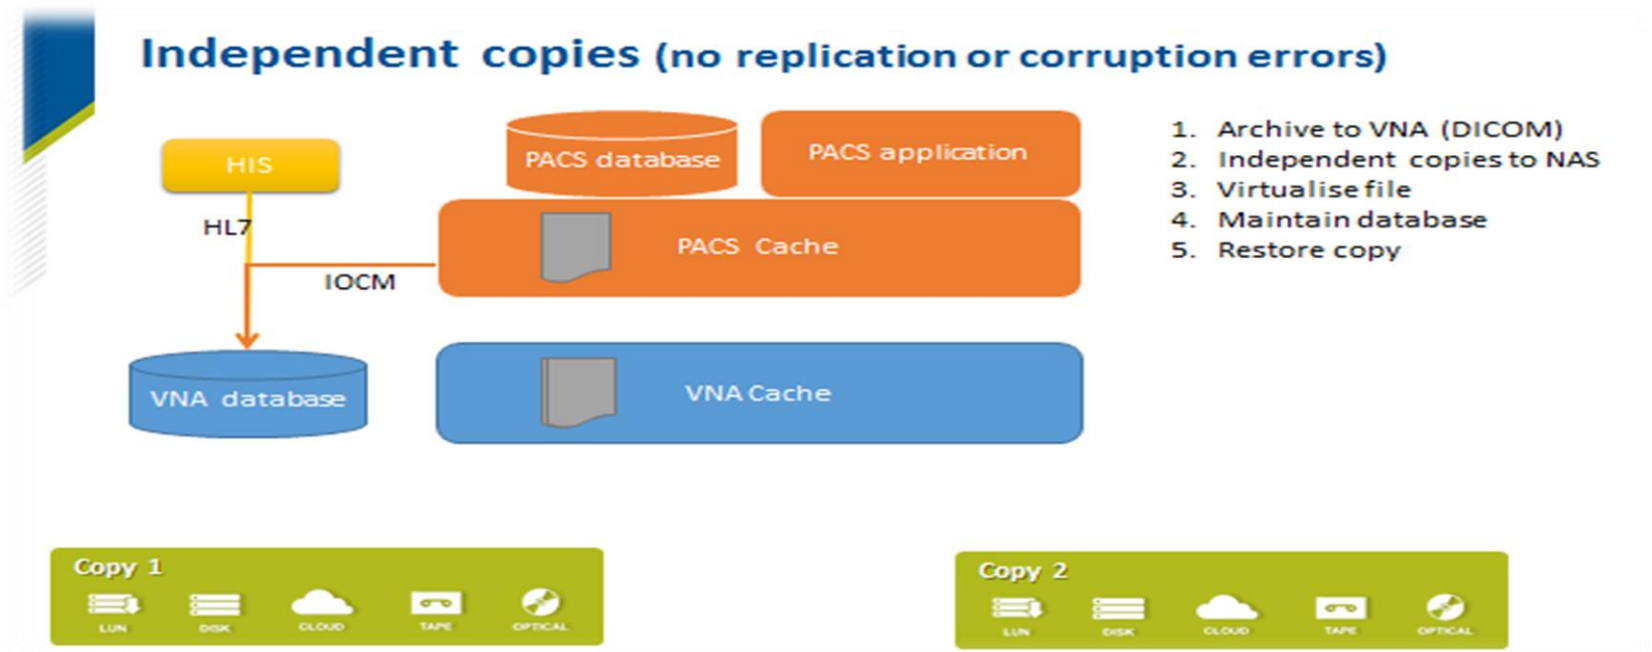 Independent copies (no replication or corruption errors)
HIS
HL7
IOCM
PACS database
PACS application
PACS Cache
VNA database
VNA Cache
1. Archive to VNA (DICOM)
2. Independent copies to NAS
3. Virtualise file
4. Maintain database
5. Restore copy
Copy 1
LUN DISK CLOUD TAPE OPTICAL
Copy 2
LUN DISK CLOUD TAPE OPTICAL